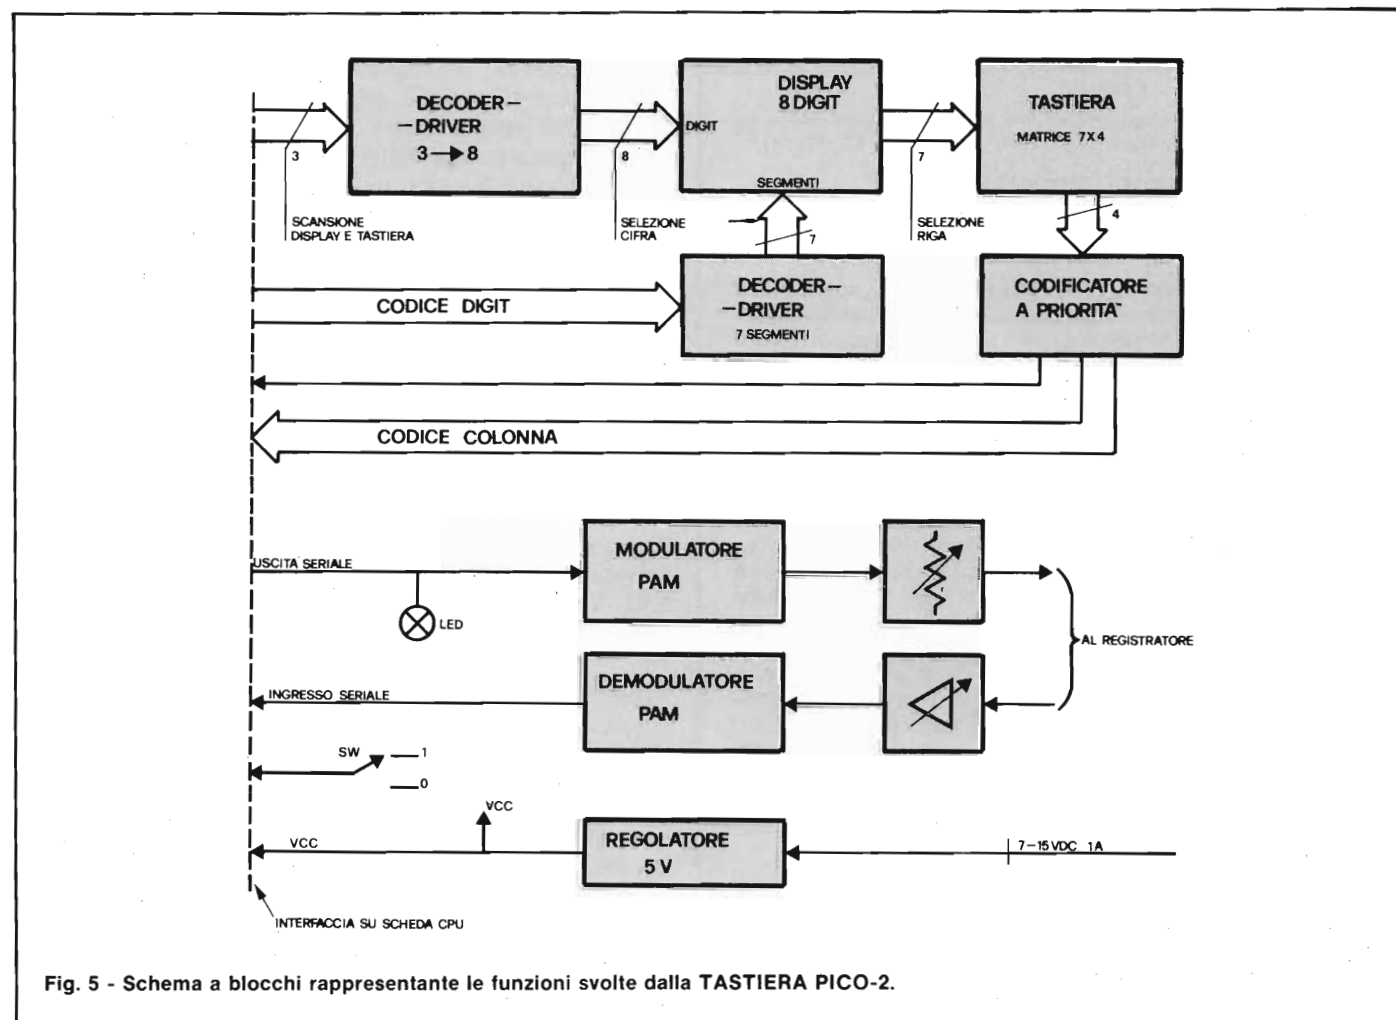 DECODER—
—DRIVER
3→8
DISPLAY
8 DIGIT
DIGIT
SEGMENTI
TASTIERA
MATRICE 7X4
3
8
7
4
SCANSIONE
DISPLAY E TASTIERA
SELEZIONE
CIFRA
7
SELEZIONE
RIGA
CODICE DIGIT
DECODER—
—DRIVER
7 SEGMENTI
CODIFICATORE
A PRIORITA'
CODICE COLONNA
USCITA SERIALE
LED
MODULATORE
PAM
AL REGISTRATORE
INGRESSO SERIALE
DEMODULATORE
PAM
SW
1
0
VCC
VCC
REGOLATORE
5 V
7—15 VDC 1A
INTERFACCIA SU SCHEDA CPU
Fig. 5 - Schema a blocchi rappresentante le funzioni svolte dalla TASTIERA PICO-2.